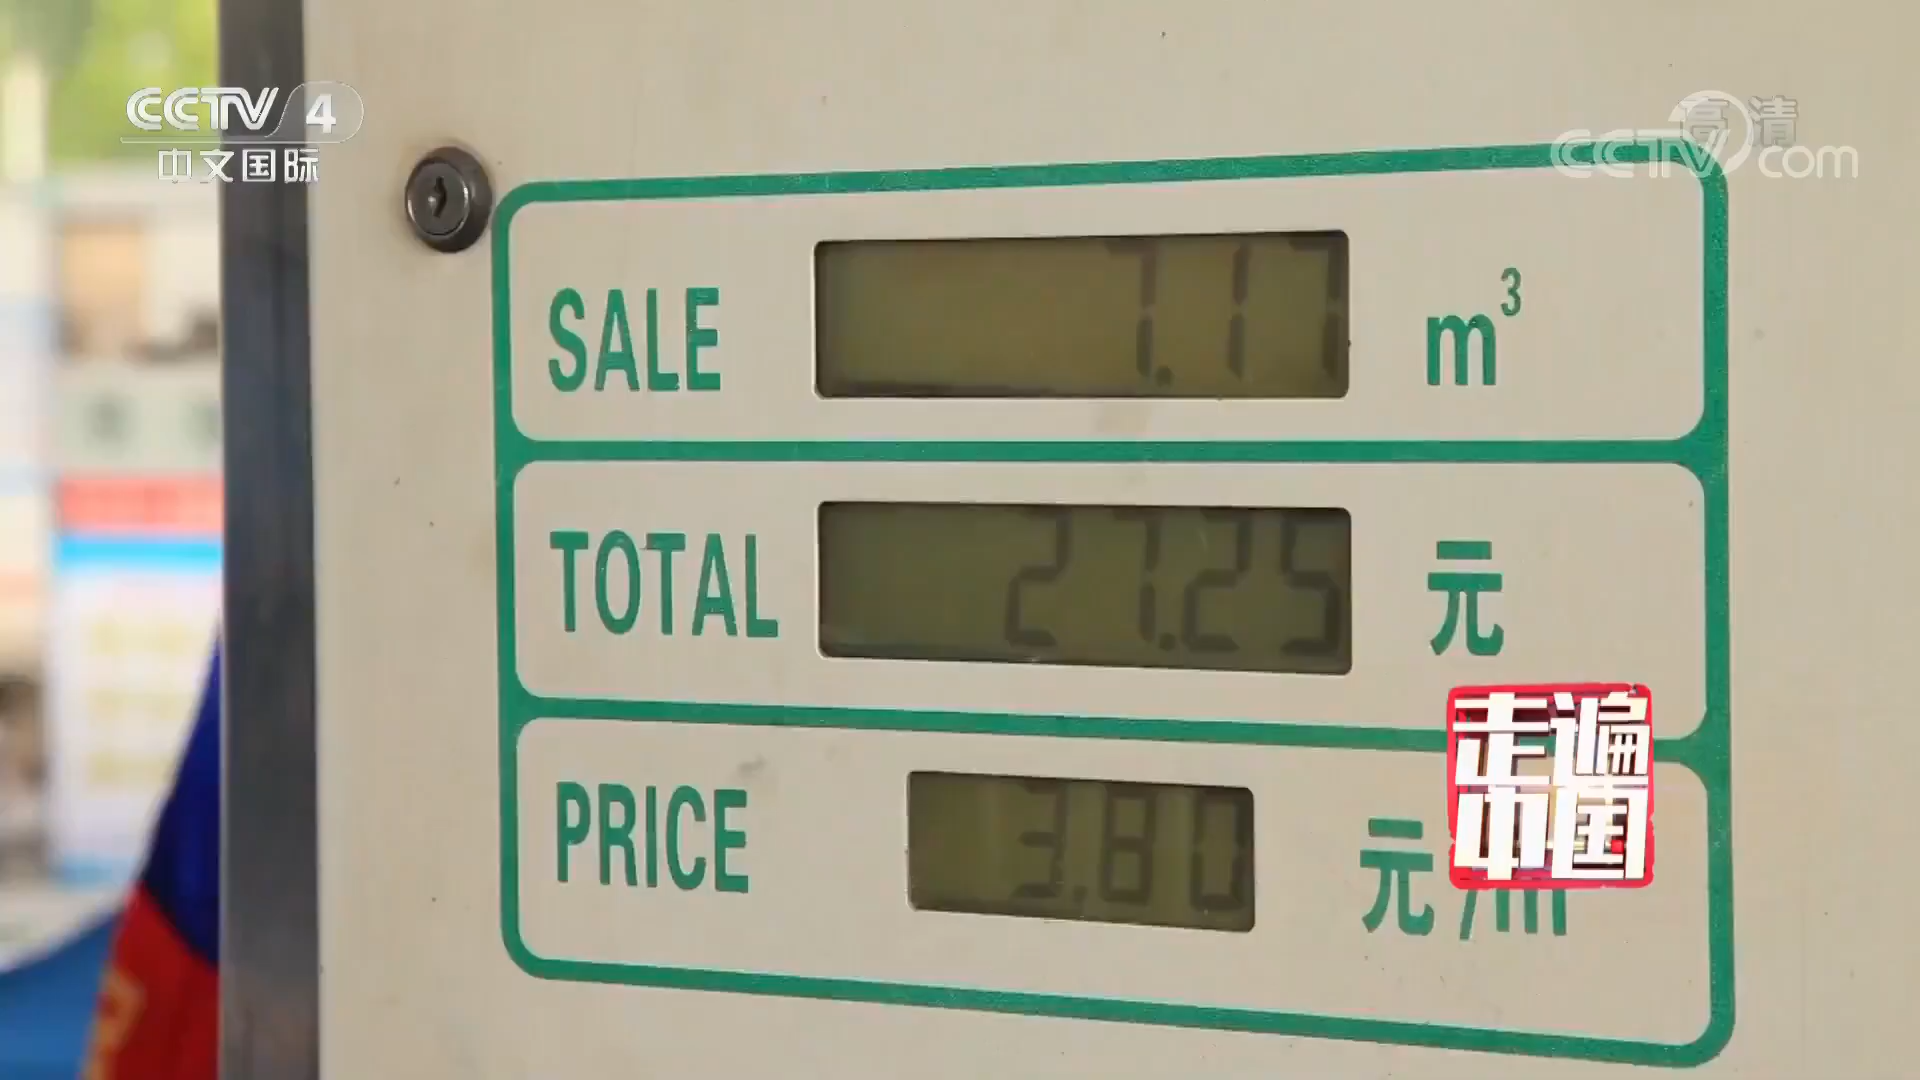 CCTV 4
中文国际
高清
CCTV.com
SALE 7.17 m³
TOTAL 27.25 元
PRICE 3.80 元/m
走遍
中国